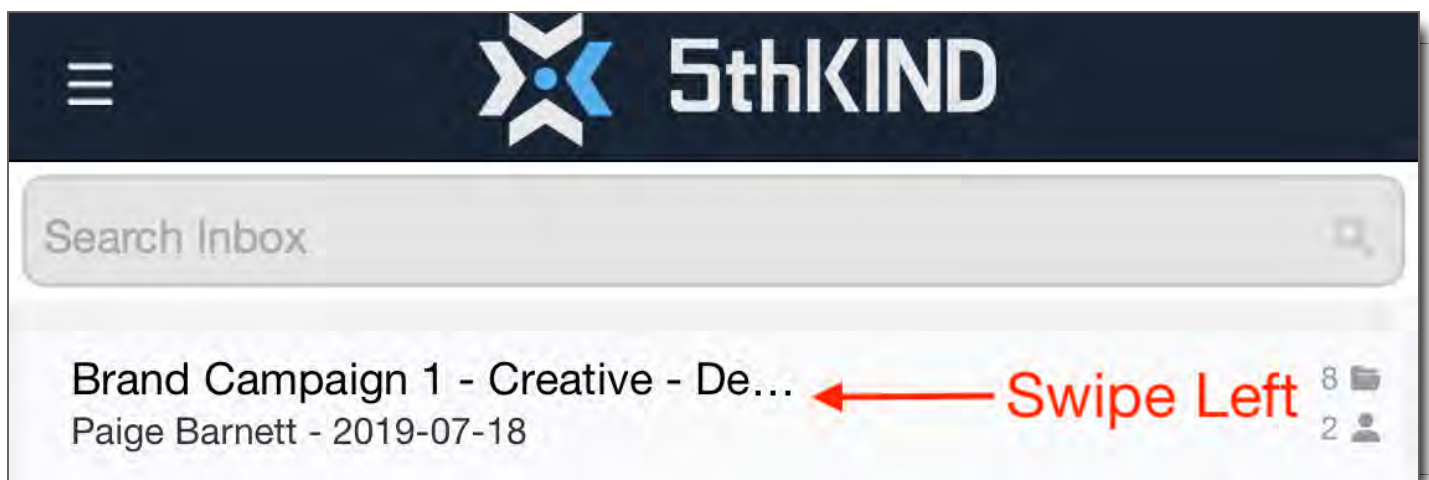 5thKIND
Search Inbox
Brand Campaign 1 - Creative - De...
Swipe Left
8
Paige Barnett - 2019-07-18
2